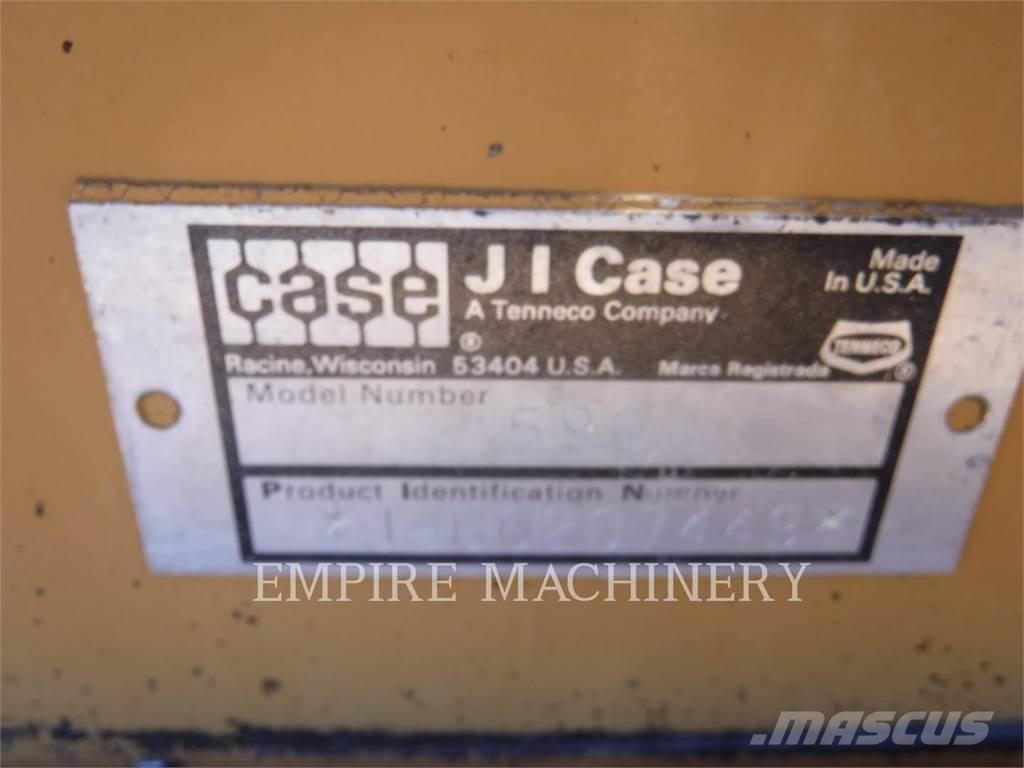 case
J I Case
A Tenneco Company
Made
In U.S.A.
TENNECO
Racine, Wisconsin 53404 U.S.A. Marca Registrada
Model Number
590
Product Identification Number
EMPIRE MACHINERY
MASCUS